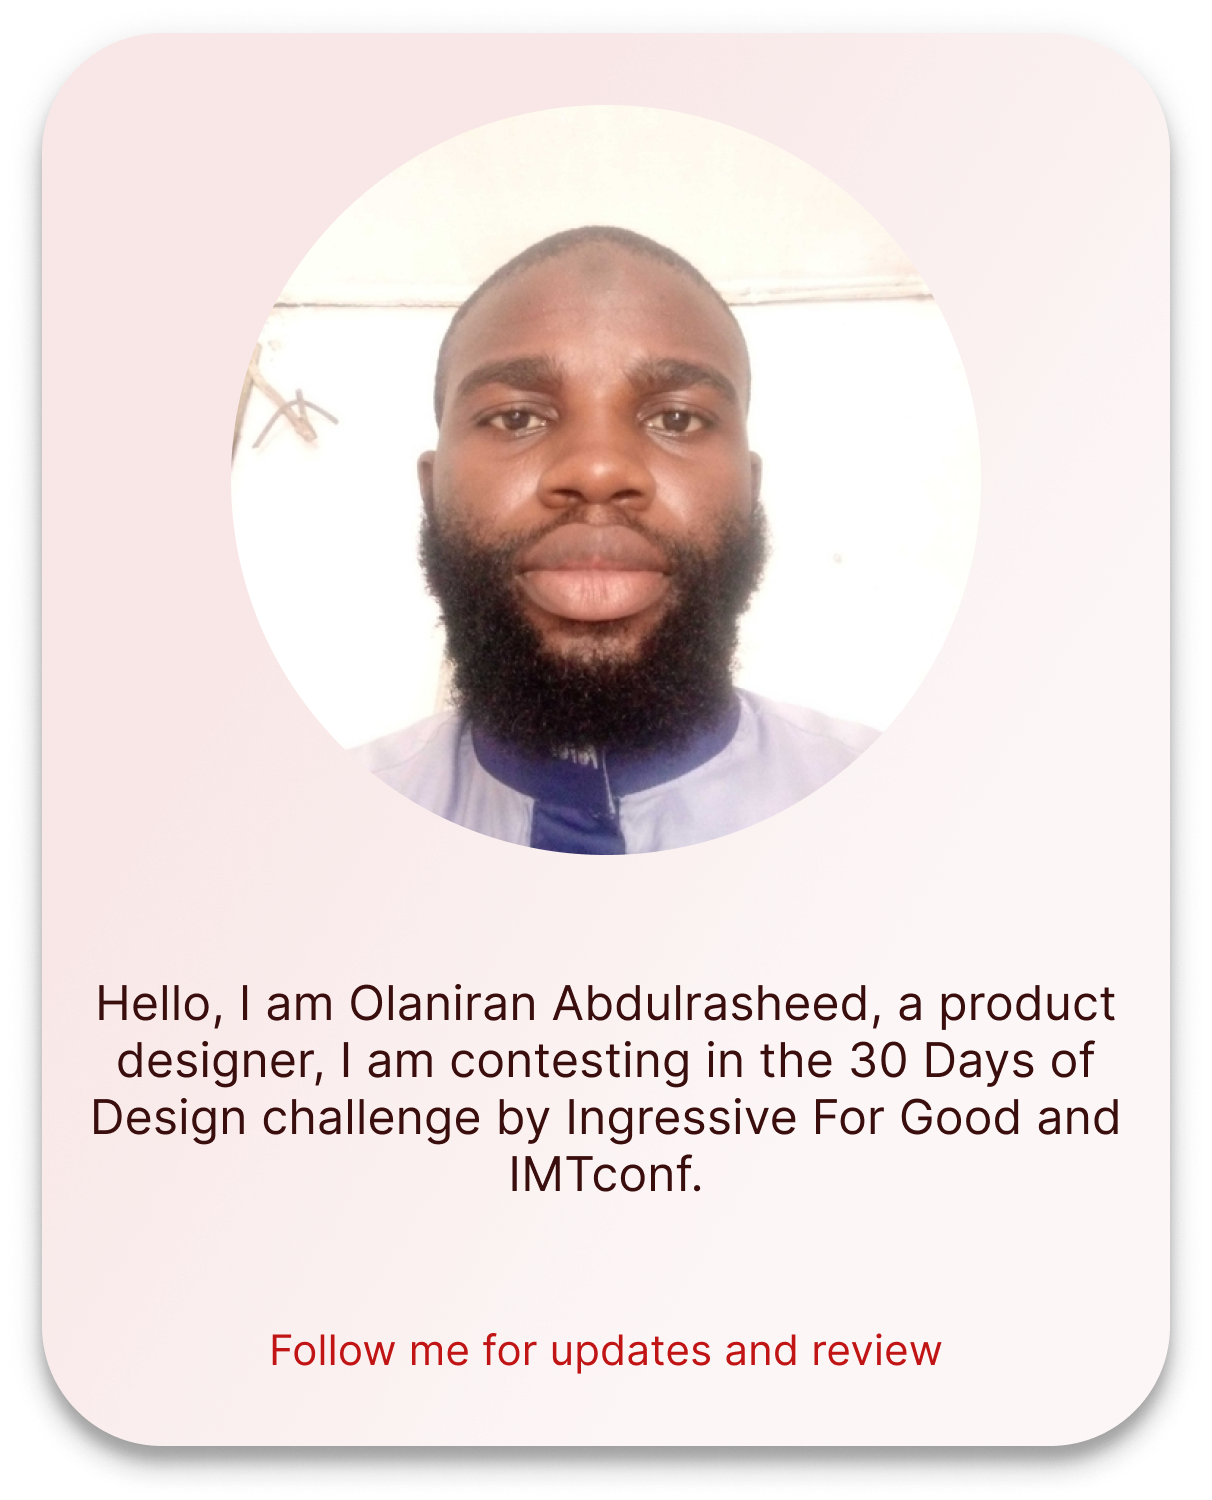 Hello, I am Olaniran Abdulrasheed, a product
designer, I am contesting in the 30 Days of
Design challenge by Ingressive For Good and
IMTconf.
Follow me for updates and review